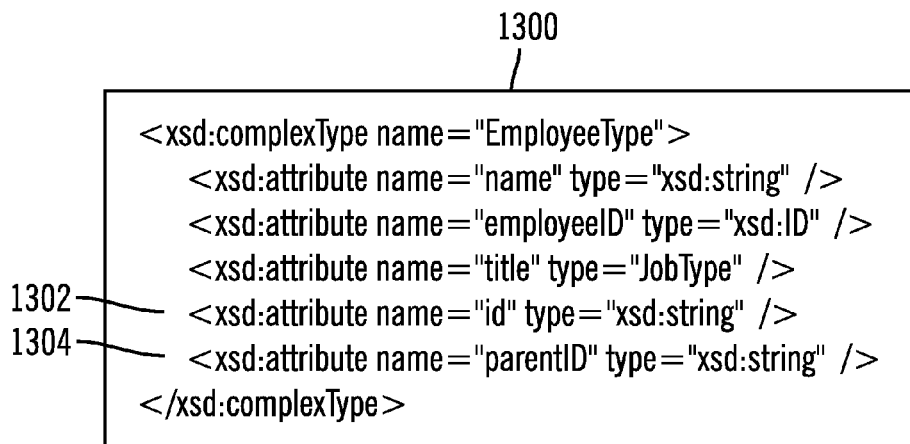 1300
<xsd:complexType name="EmployeeType">
<xsd:attribute name="name" type="xsd:string" />
<xsd:attribute name="employeeID" type="xsd:ID" />
<xsd:attribute name="title" type="JobType" />
1302 <xsd:attribute name="id" type="xsd:string" />
1304 <xsd:attribute name="parentID" type="xsd:string" />
</xsd:complexType>